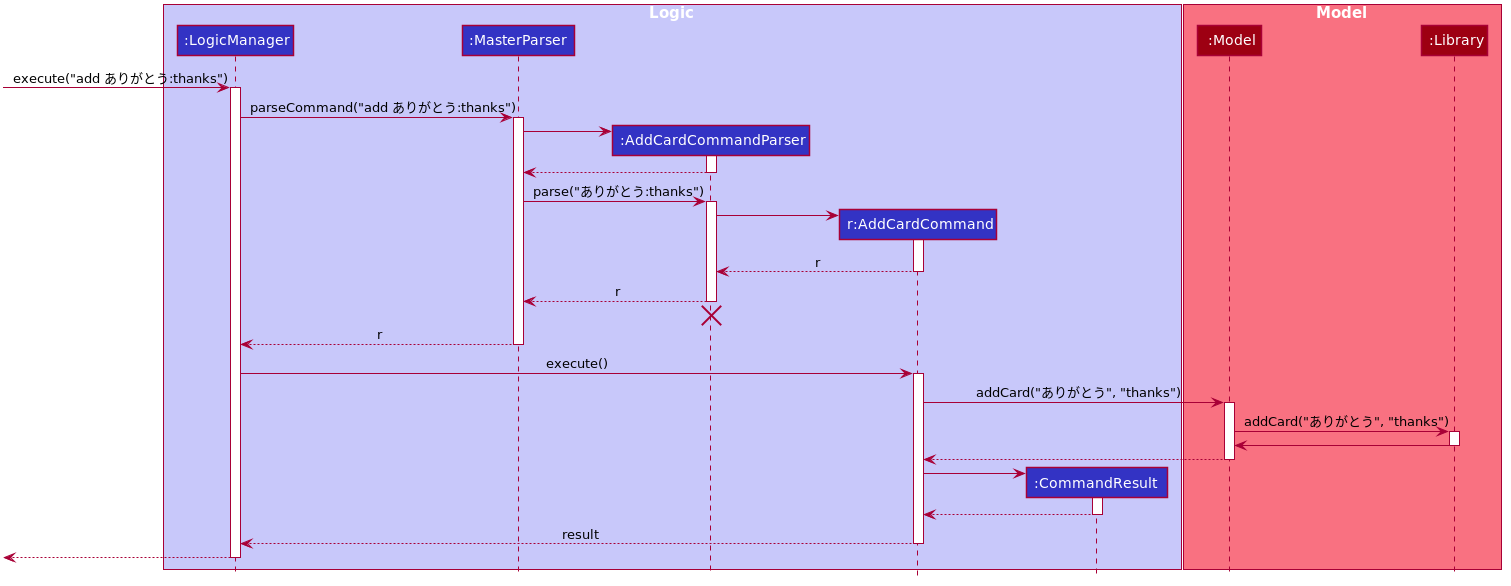 Logic
Model
:LogicManager
:MasterParser
:Model
:Library
execute("add ありがとう:thanks")
parseCommand("add ありがとう:thanks")
:AddCardCommandParser
parse("ありがとう:thanks")
r:AddCardCommand
r
r
r
execute()
addCard("ありがとう", "thanks")
addCard("ありがとう", "thanks")
:CommandResult
result